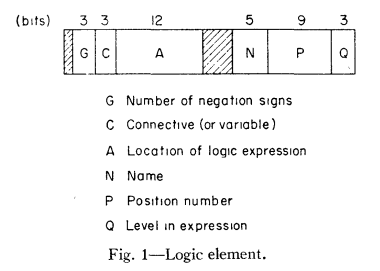 (bits) 3 3 12 5 9 3
G C A N P Q
G Number of negation signs
C Connective (or variable)
A Location of logic expression
N Name
P Position number
Q Level in expression
Fig. 1—Logic element.